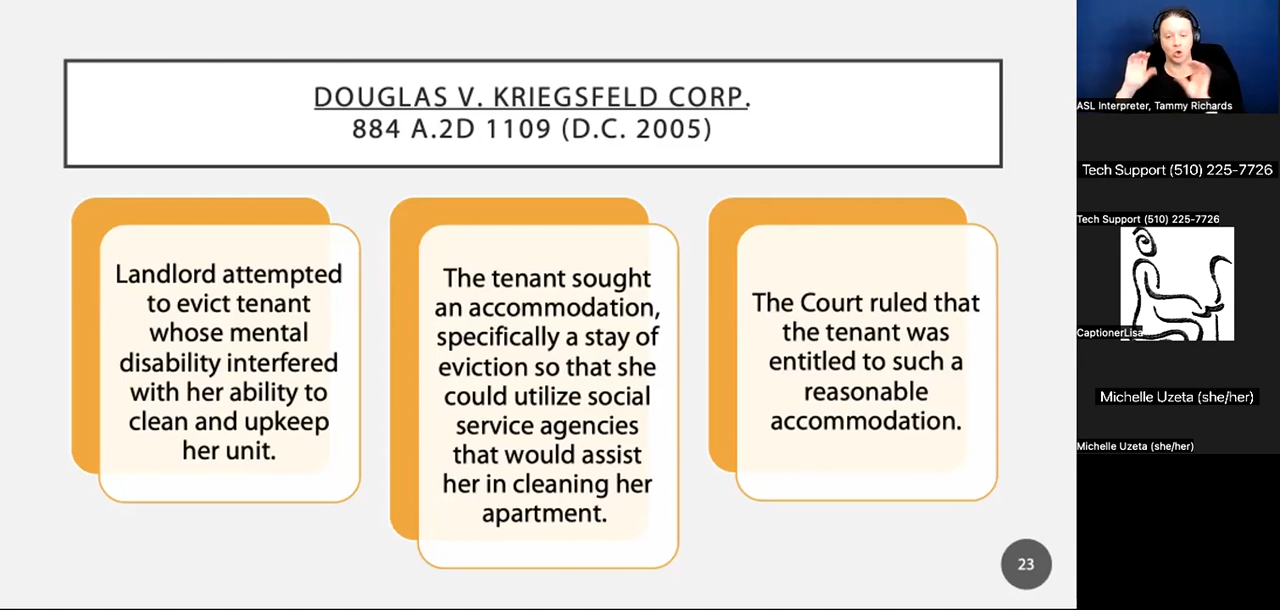 DOUGLAS V. KRIEGSFELD CORP.
884 A.2D 1109 (D.C. 2005)
Landlord attempted
to evict tenant
whose mental
disability interfered
with her ability to
clean and upkeep
her unit.
The tenant sought
an accommodation,
specifically a stay of
eviction so that she
could utilize social
service agencies
that would assist
her in cleaning her
apartment.
The Court ruled that
the tenant was
entitled to such a
reasonable
accommodation.
23
ASL Interpreter, Tammy Richards
Tech Support (510) 225-7726
Tech Support (510) 225-7726
CaptionerLisa
Michelle Uzeta (she/her)
Michelle Uzeta (she/her)